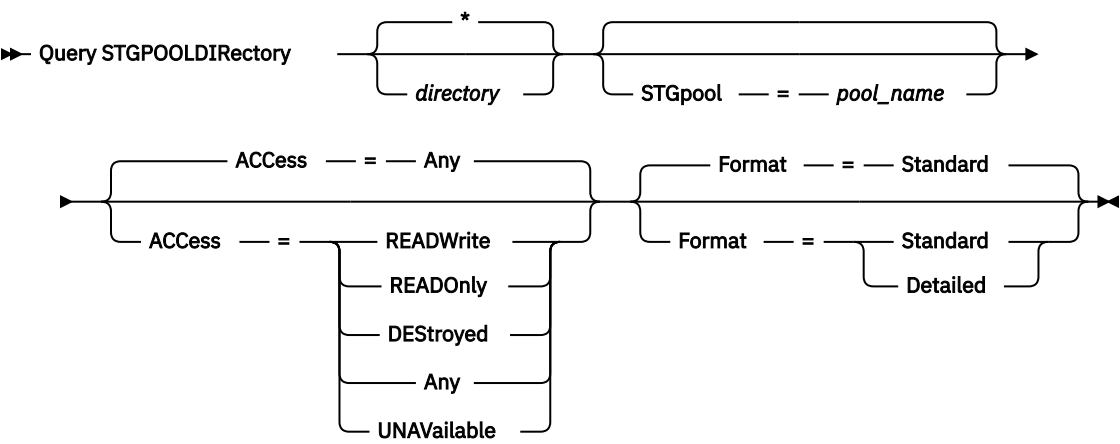 *
Query STGPOOLDIRectory
directory STGpool = pool_name
ACCess = Any Format = Standard
ACCess = READWrite Format = Standard
READOnly Detailed
DEStroyed
Any
UNAVailable